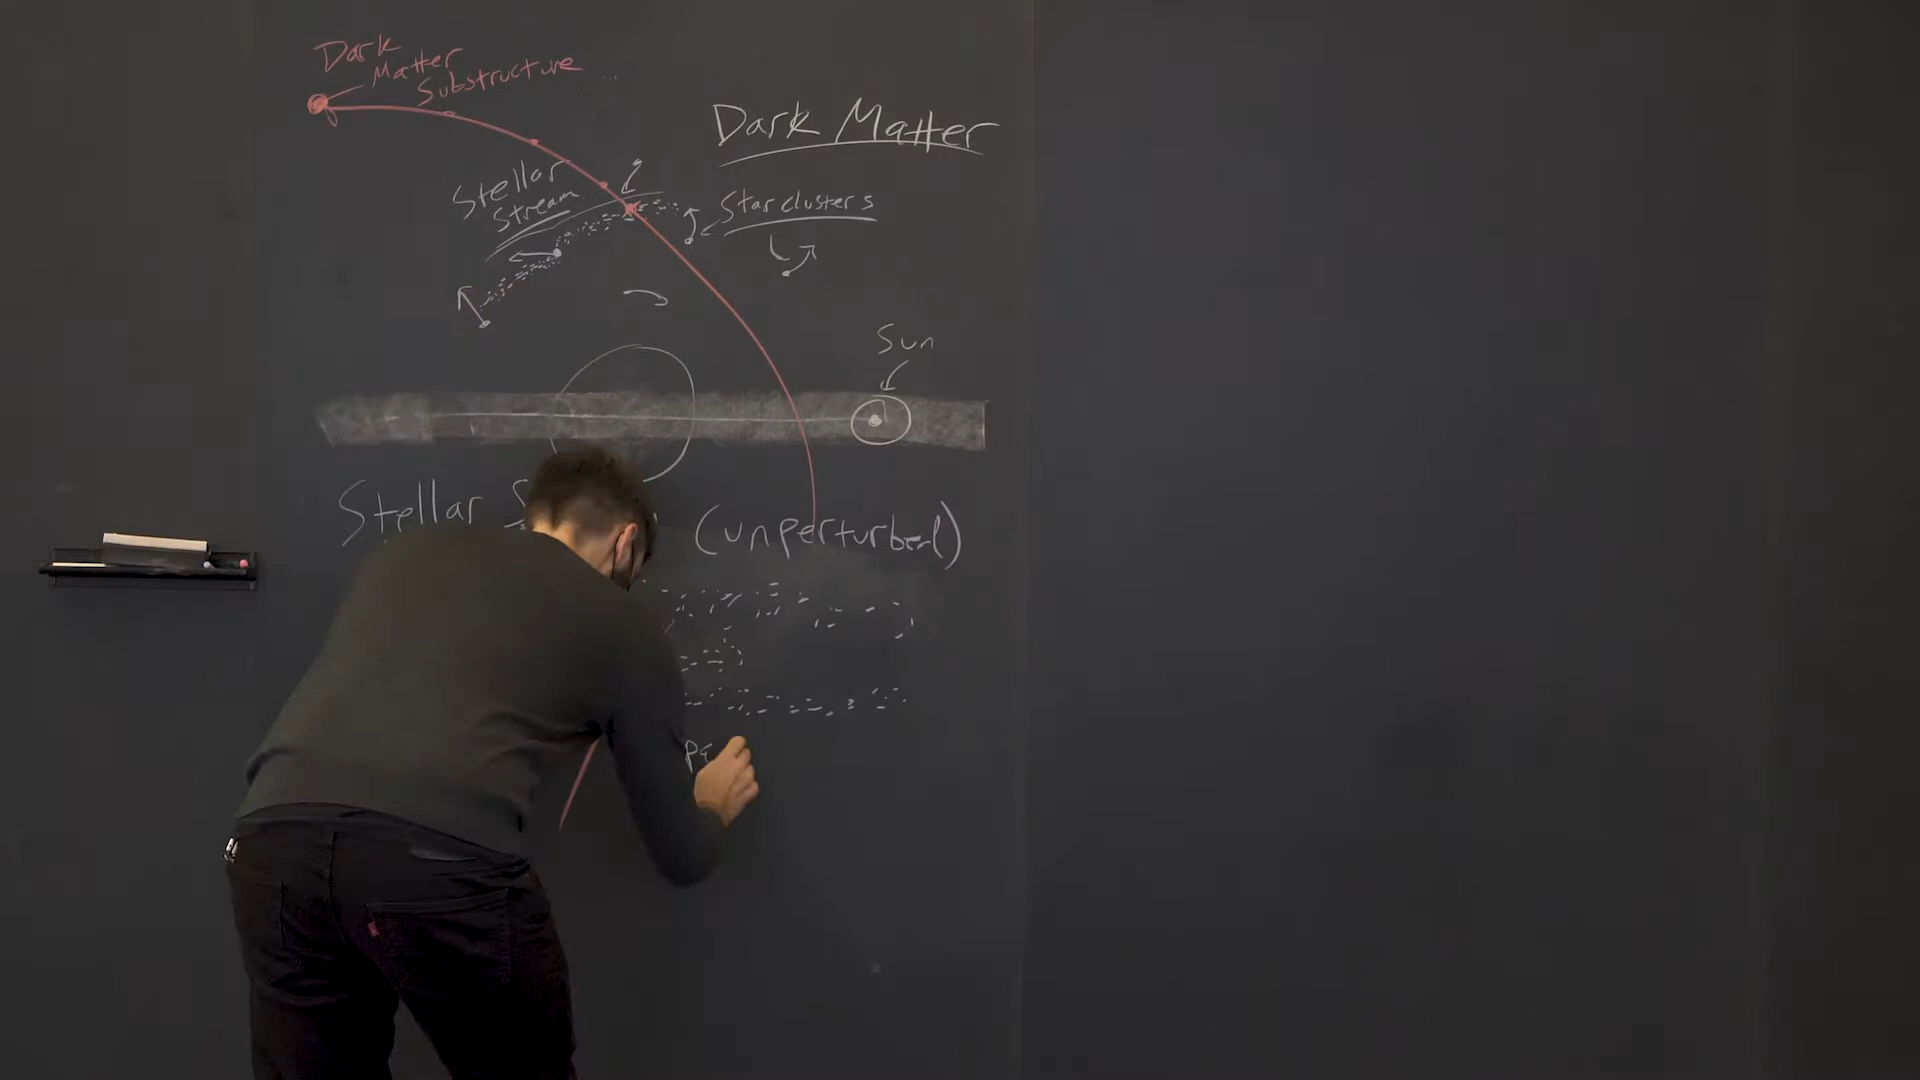 Dark
Matter
Substructure
Dark Matter
Stellar
Stream
Star clusters
Sun
Stellar (unperturbed)